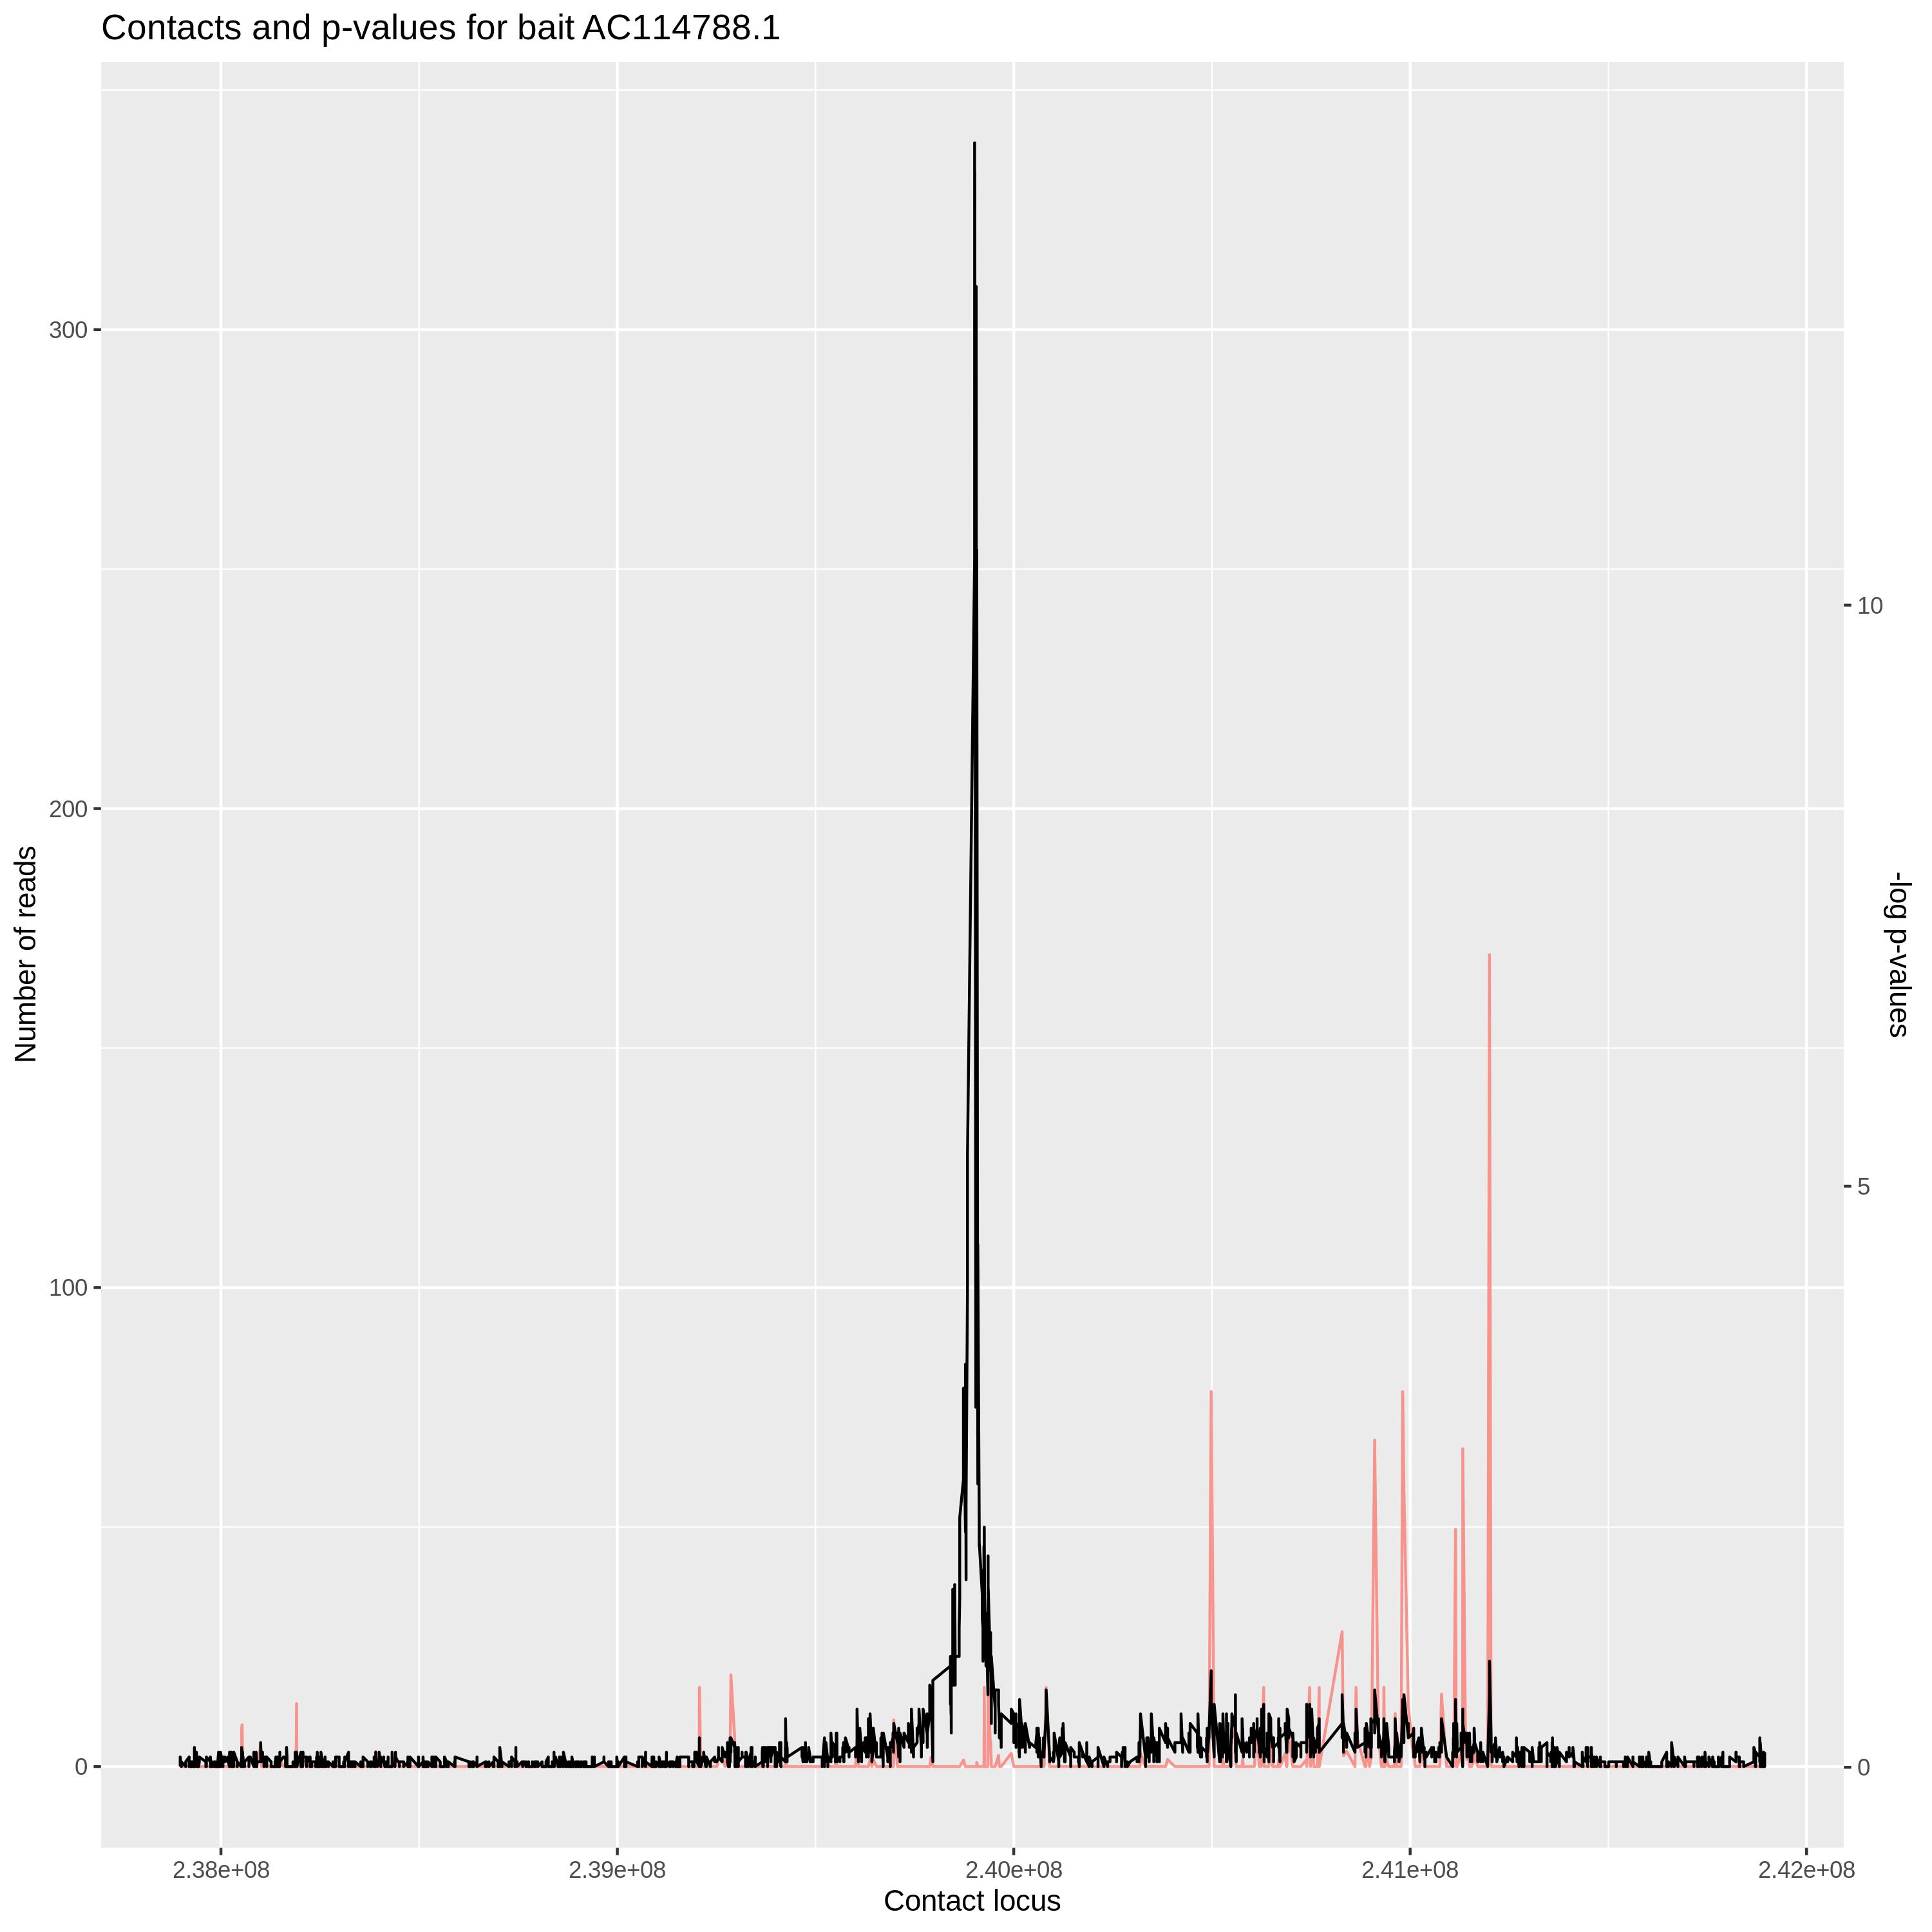 Contacts and p-values for bait AC114788.1
300
200
100
0
Number of reads
10
5
0
-log p-values
2.38e+08 2.39e+08 2.40e+08 2.41e+08 2.42e+08
Contact locus